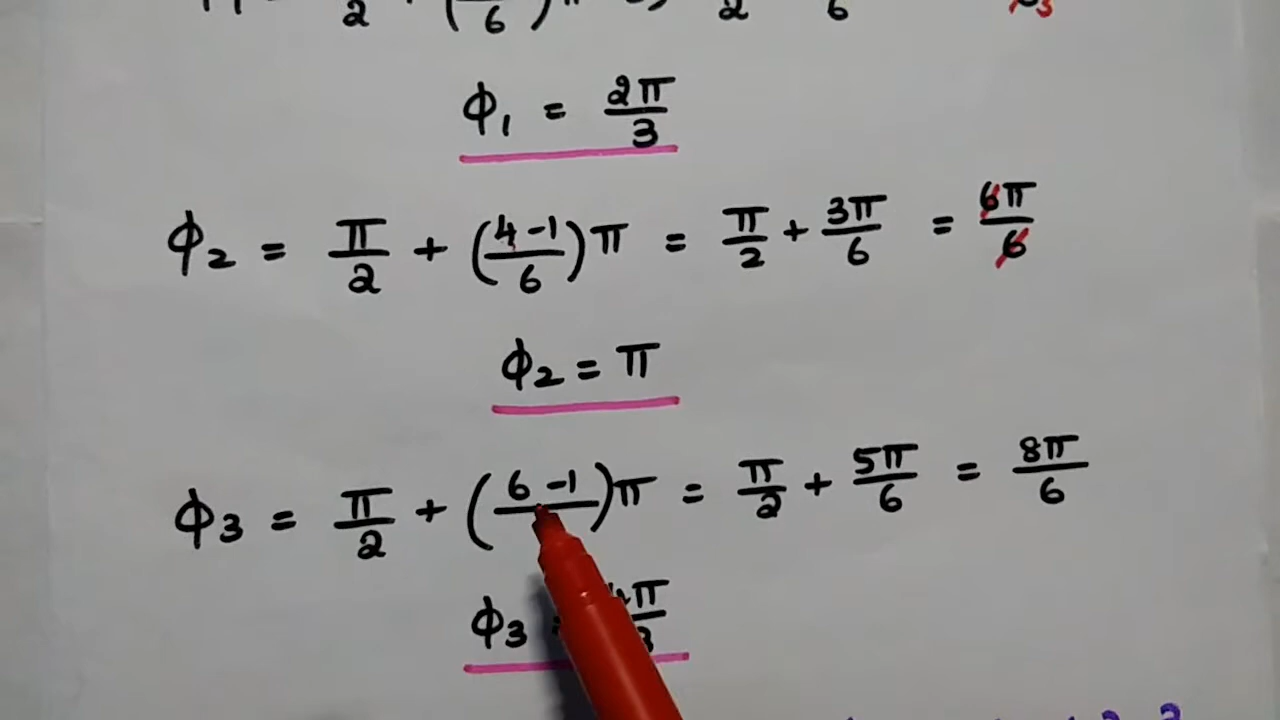 ϕ₁ = 2π/3
ϕ₂ = π/2 + ((4-1)/6)π = π/2 + 3π/6 = 6π/6
ϕ₂ = π
ϕ₃ = π/2 + (6-1)π = π/2 + 5π/6 = 8π/6
ϕ₃ π